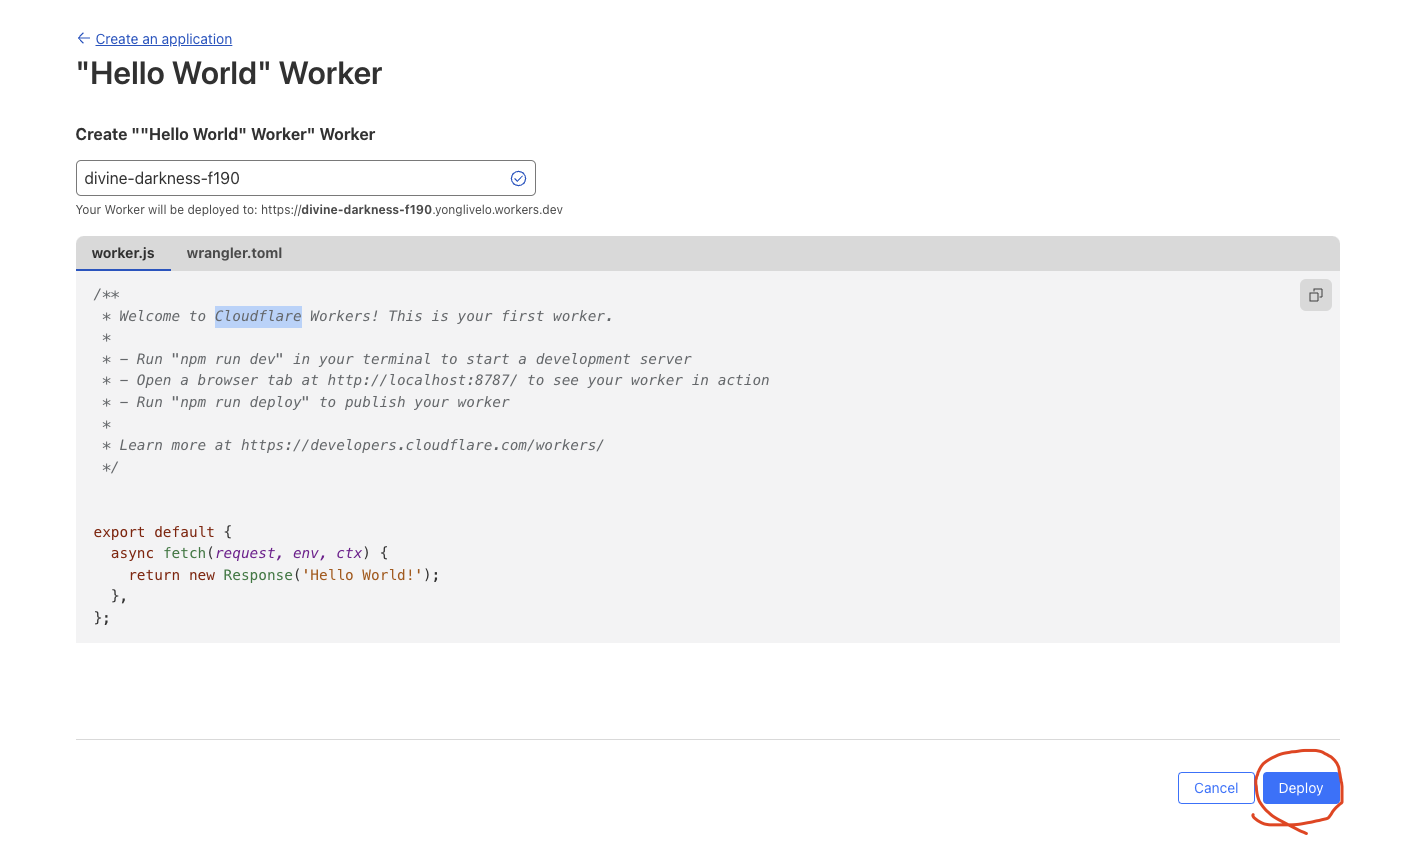 ← Create an application
"Hello World" Worker
Create ""Hello World" Worker" Worker
divine-darkness-f190
Your Worker will be deployed to: https://divine-darkness-f190.yonglivelo.workers.dev
worker.js wrangler.toml
/**
 * Welcome to Cloudflare Workers! This is your first worker.
 *
 * - Run "npm run dev" in your terminal to start a development server
 * - Open a browser tab at http://localhost:8787/ to see your worker in action
 * - Run "npm run deploy" to publish your worker
 *
 * Learn more at https://developers.cloudflare.com/workers/
 */
export default {
  async fetch(request, env, ctx) {
    return new Response('Hello World!');
  },
};
Cancel Deploy